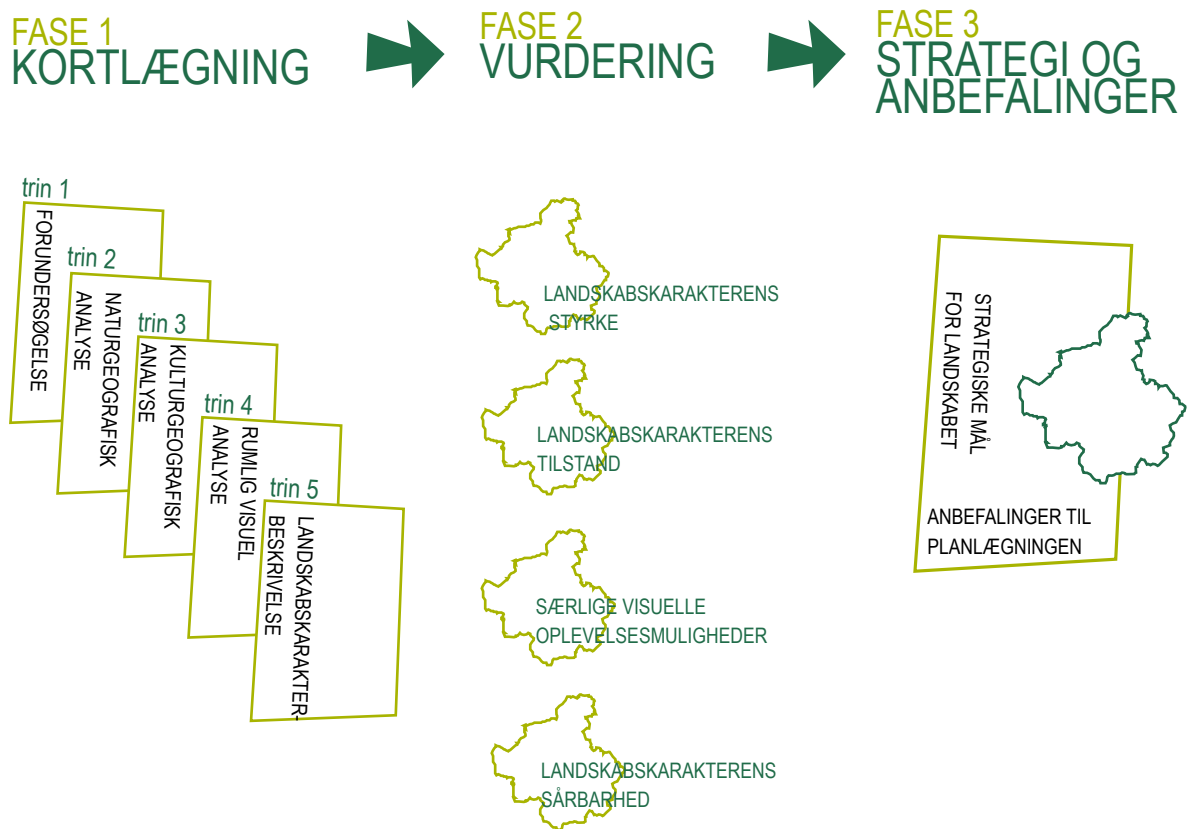 FASE 1
KORTLÆGNING
FASE 2
VURDERING
FASE 3
STRATEGI OG
ANBEFALINGER
trin 1
FORUNDERSØGELSE
trin 2
NATURGEOGRAFISK
ANALYSE
trin 3
KULTURGEOGRAFISK
ANALYSE
trin 4
RUMLIG VISUEL
ANALYSE
trin 5
LANDSKABSKARAKTER-
BESKRIVELSE
LANDSKABSKARAKTERENS
STYRKE
LANDSKABSKARAKTERENS
TILSTAND
SÆRLIGE VISUELLE
OPLEVELSESMULIGHEDER
LANDSKABSKARAKTERENS
SÅRBARHED
STRATEGISKE MÅL
FOR LANDSKABET
ANBEFALINGER TIL
PLANLÆGNINGEN